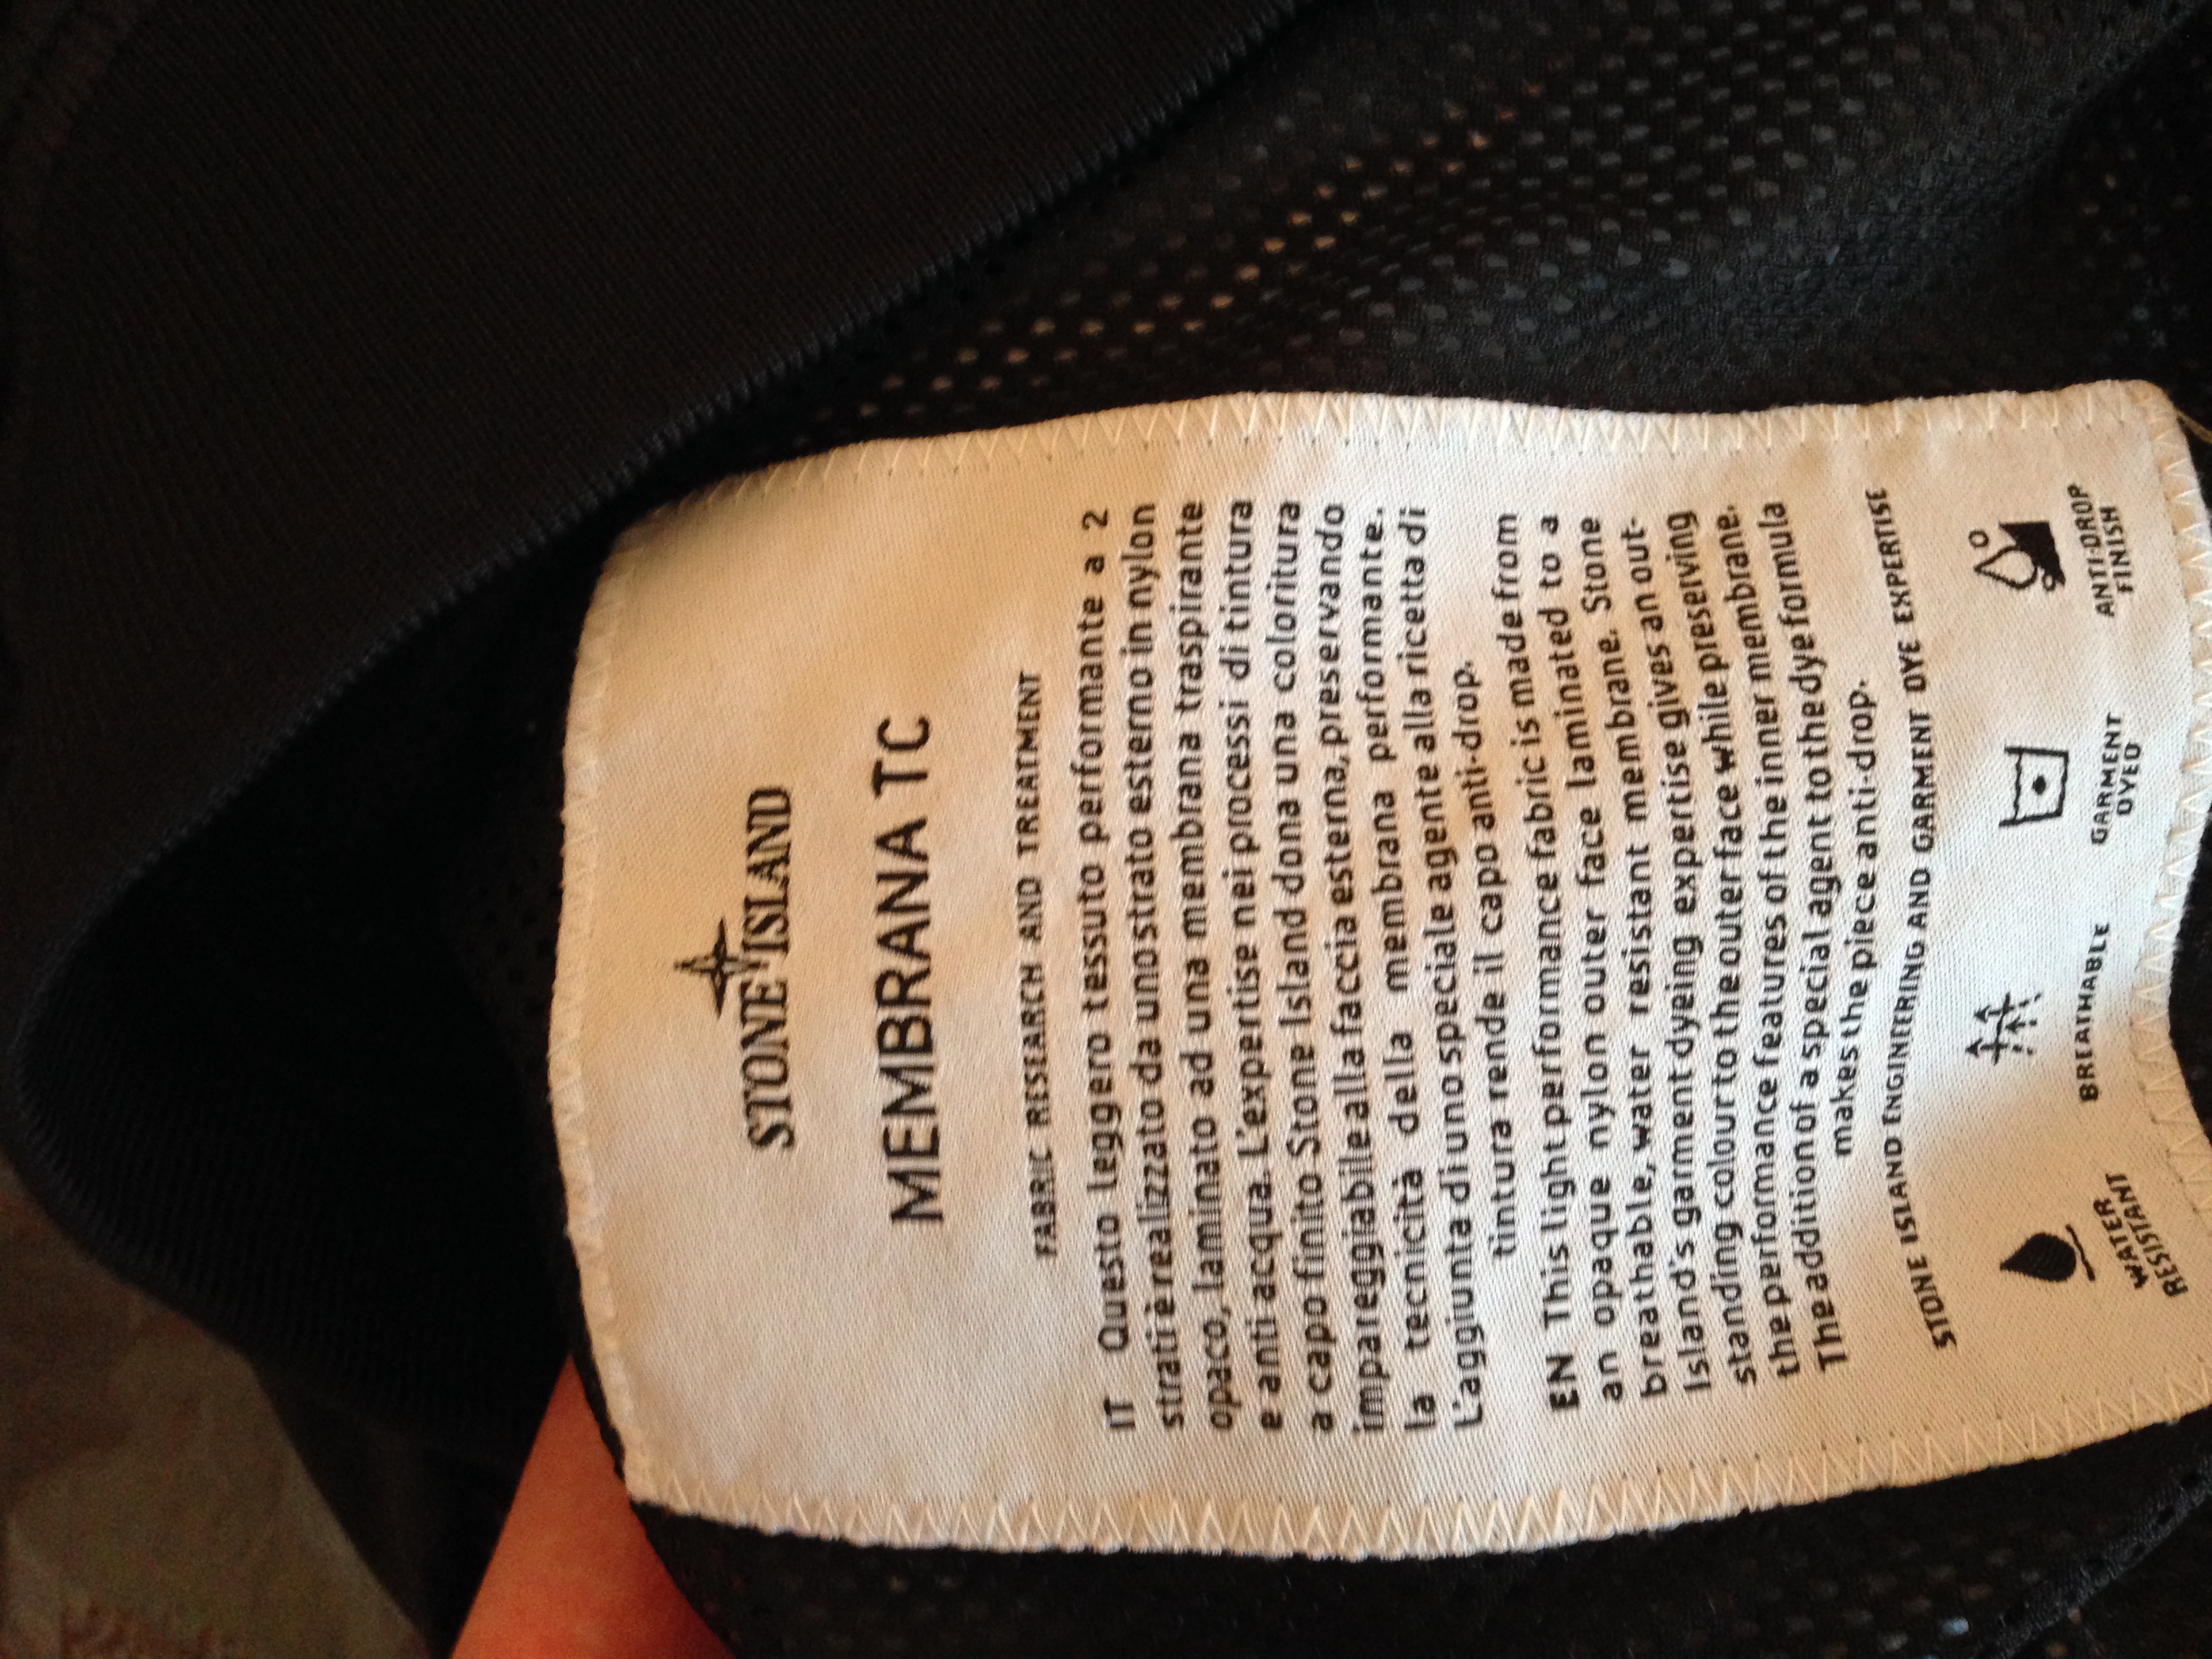 STONE ISLAND
MEMBRANA TC
FABRIC RESEARCH AND TREATMENT
IT Questo leggero tessuto performante a 2
strati è realizzato da uno strato esterno in nylon
opaco, laminato ad una membrana traspirante
e anti acqua. L'expertise nei processi di tintura
a capo finito Stone Island dona una coloritura
impareggiabile alla faccia esterna, preservando
la tecnicità della membrana performante.
L'aggiunta di uno speciale agente alla ricetta di
tintura rende il capo anti-drop.
EN This light performance fabric is made from
an opaque nylon outer face laminated to a
breathable, water resistant membrane. Stone
Island's garment dyeing expertise gives an out-
standing colour to the outer face while preserving
the performance features of the inner membrane.
The addition of a special agent to the dye formula
makes the piece anti-drop.
STONE ISLAND ENGINEERING AND GARMENT DYE EXPERTISE
WATER
RESISTANT
BREATHABLE
GARMENT
DYED
ANTI-DROP
FINISH